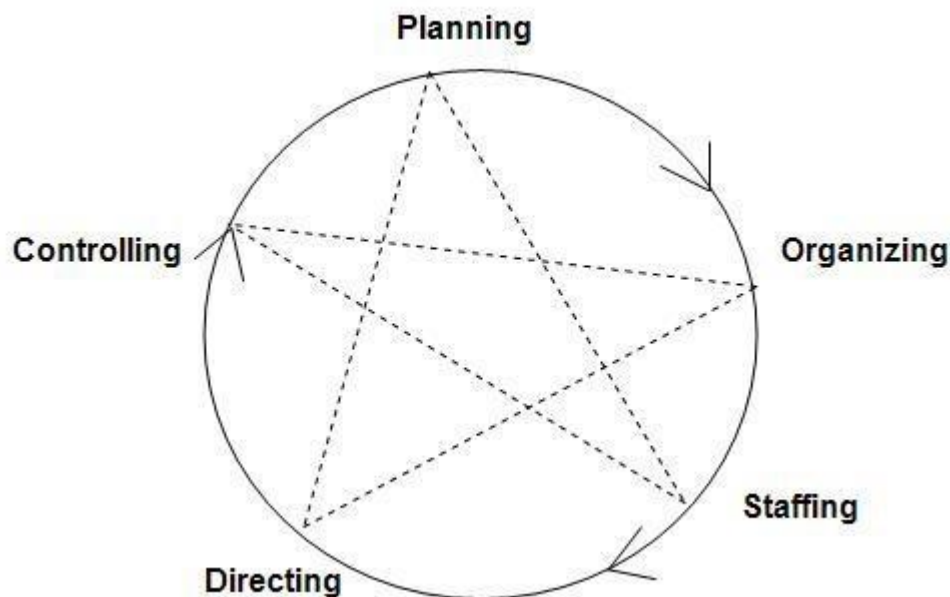 Planning
Organizing
Staffing
Directing
Controlling